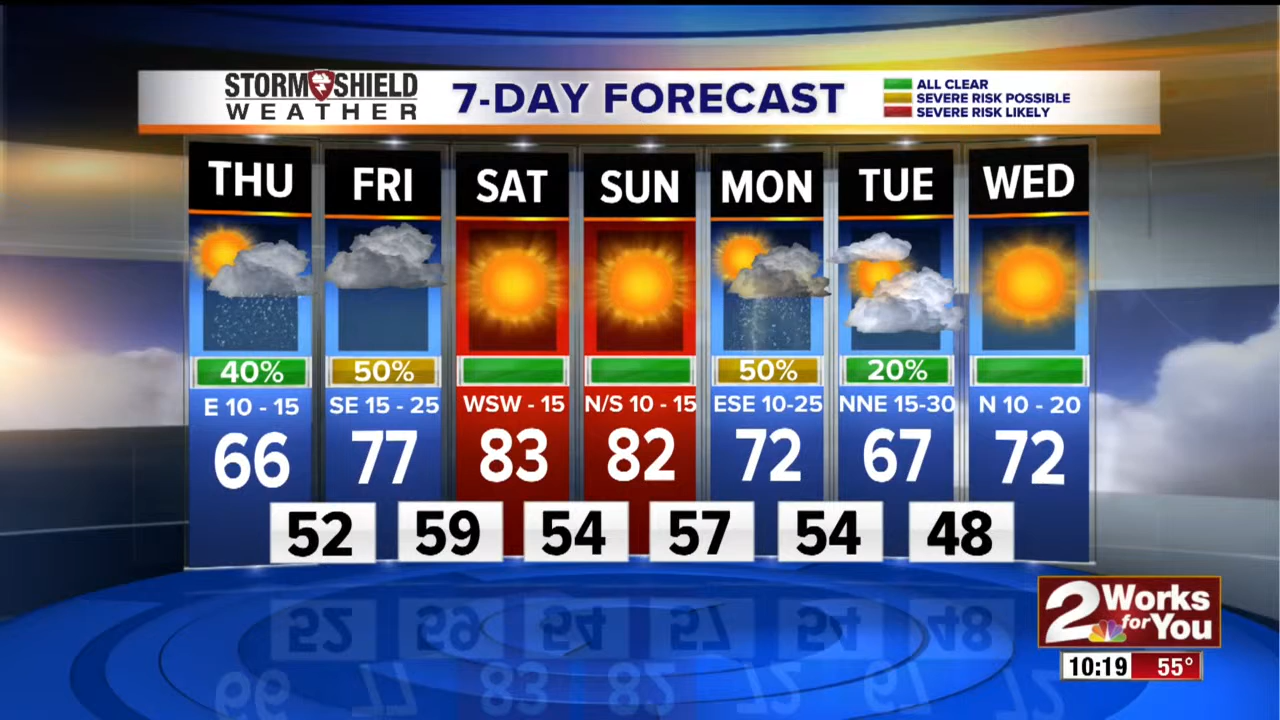 STORM SHIELD
WEATHER
7-DAY FORECAST
ALL CLEAR
SEVERE RISK POSSIBLE
SEVERE RISK LIKELY
THU FRI SAT SUN MON TUE WED
40% 50% 50% 20%
E 10 - 15 SE 15 - 25 WSW - 15 N/S 10 - 15 ESE 10-25 NNE 15-30 N 10 - 20
66 77 83 82 72 67 72
52 59 54 57 54 48
2 Works
for You
10:19 55°